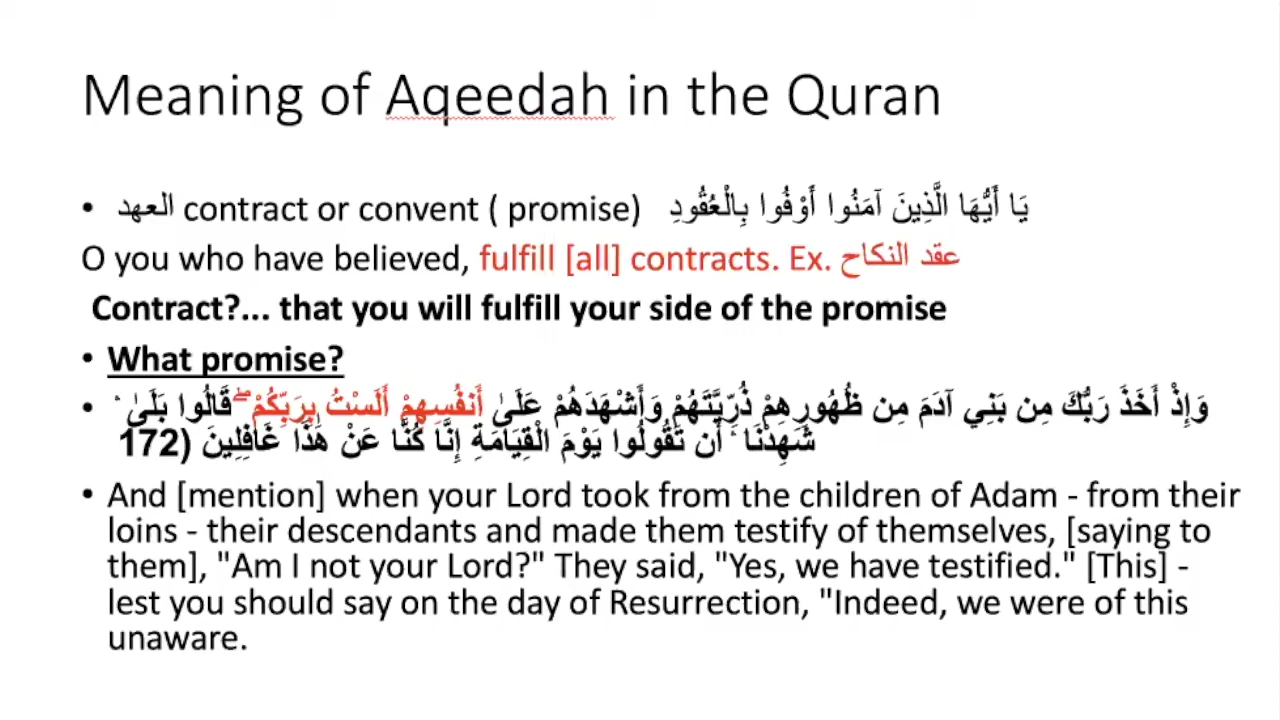 Meaning of Aqeedah in the Quran
• العهد contract or convent ( promise) يَا أَيُّهَا الَّذِينَ آمَنُوا أَوْفُوا بِالْعُقُودِ
O you who have believed, fulfill [all] contracts. Ex. عقد النكاح
Contract?... that you will fulfill your side of the promise
• What promise?
• وَإِذْ أَخَذَ رَبُّكَ مِن بَنِي آدَمَ مِن ظُهُورِهِمْ ذُرِّيَّتَهُمْ وَأَشْهَدَهُمْ عَلَىٰ أَنفُسِهِمْ أَلَسْتُ بِرَبِّكُمْ ۖ قَالُوا بَلَىٰ ۛ
شَهِدْنَا ۛ أَن تَقُولُوا يَوْمَ الْقِيَامَةِ إِنَّا كُنَّا عَنْ هَٰذَا غَافِلِينَ (172
• And [mention] when your Lord took from the children of Adam - from their
loins - their descendants and made them testify of themselves, [saying to
them], "Am I not your Lord?" They said, "Yes, we have testified." [This] -
lest you should say on the day of Resurrection, "Indeed, we were of this
unaware.